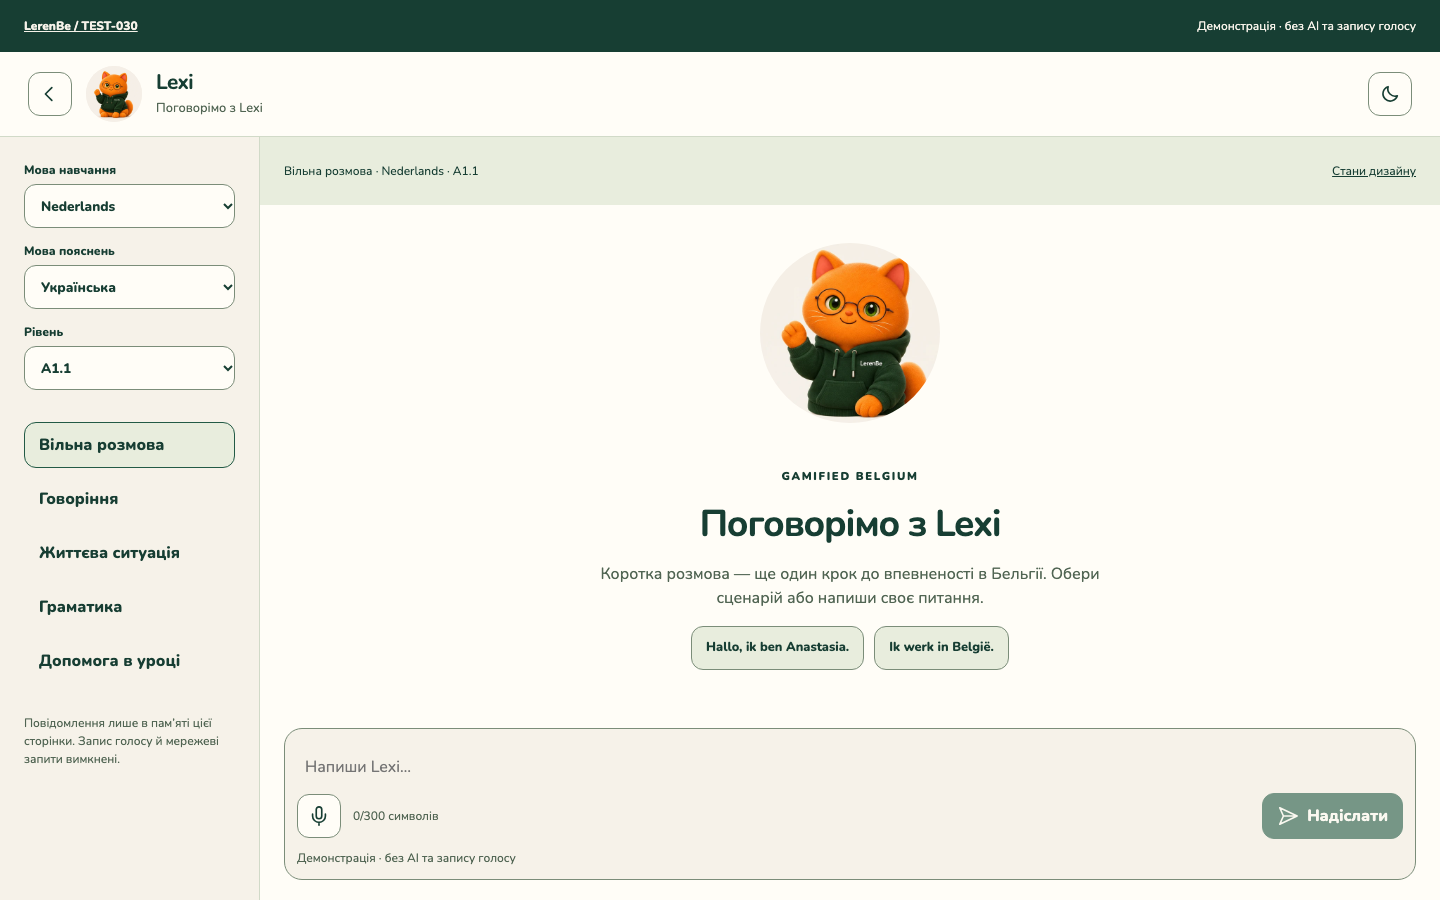 LerenBe / TEST-030
Демонстрація · без AI та запису голосу
Lexi
Поговорімо з Lexi
Мова навчання
Nederlands
Мова пояснень
Українська
Рівень
A1.1
Вільна розмова
Говоріння
Життєва ситуація
Граматика
Допомога в уроці
Повідомлення лише в пам'яті цієї
сторінки. Запис голосу й мережеві
запити вимкнені.
Вільна розмова · Nederlands · A1.1
Стани дизайну
LerenBe
GAMIFIED BELGIUM
Поговорімо з Lexi
Коротка розмова — ще один крок до впевненості в Бельгії. Обери
сценарій або напиши своє питання.
Hallo, ik ben Anastasia.
Ik werk in België.
Напиши Lexi...
0/300 символів
Надіслати
Демонстрація · без AI та запису голосу